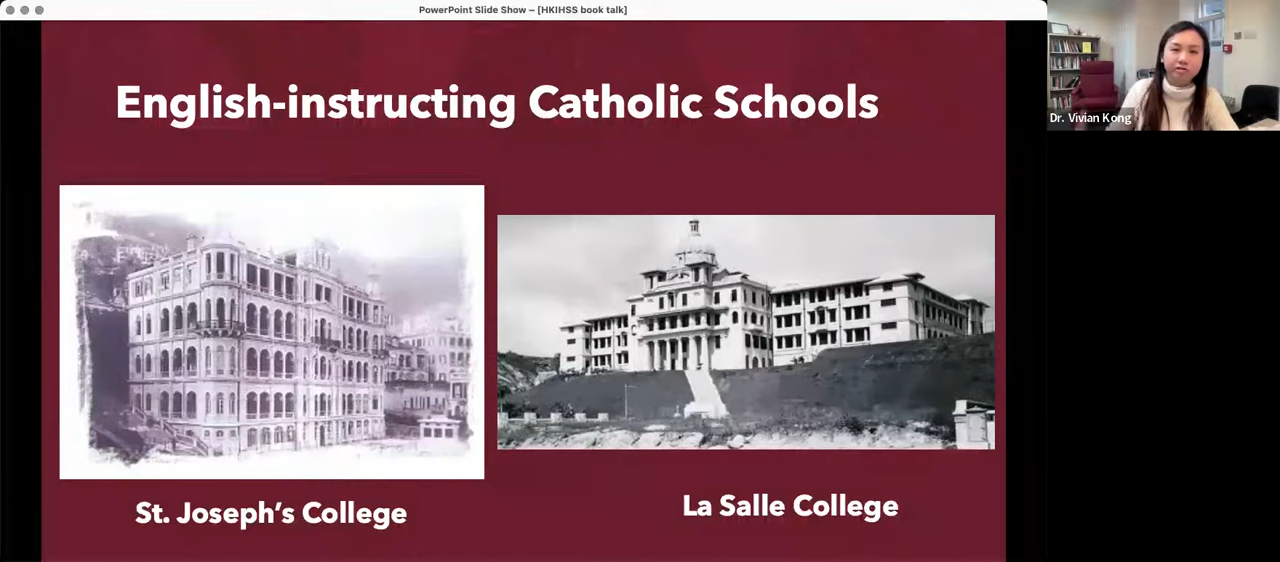 PowerPoint Slide Show – [HKIHSS book talk]
English-instructing Catholic Schools
Dr. Vivian Kong
St. Joseph’s College
La Salle College